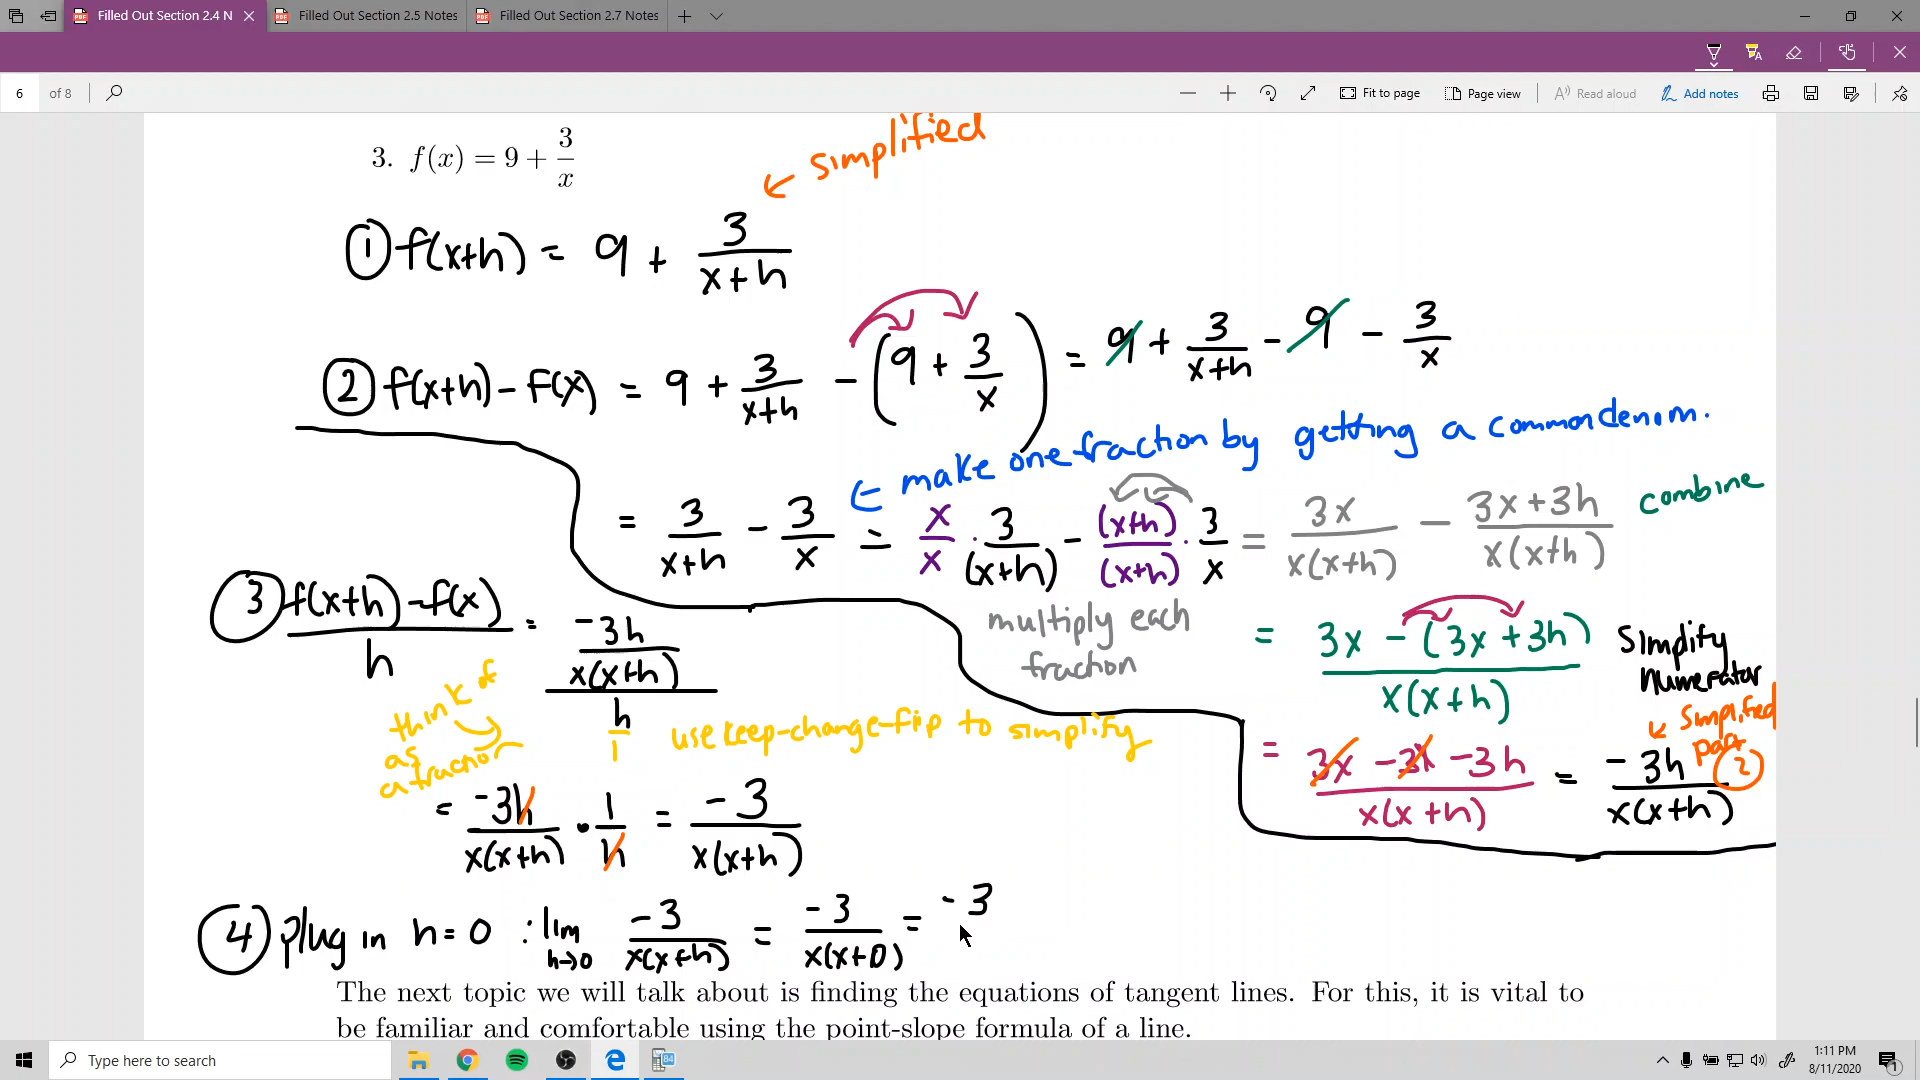 Filled Out Section 2.4 N
Filled Out Section 2.5 Notes
Filled Out Section 2.7 Notes
6 of 8
Fit to page
Page view
Read aloud
Add notes
3. f(x) = 9 + 3/x
← simplified
① f(x+h) = 9 + 3/(x+h)
② f(x+h) - f(x) = 9 + 3/(x+h) - (9 + 3/x) = 9 + 3/(x+h) - 9 - 3/x
← make one fraction by getting a common denom.
= 3/(x+h) - 3/x = x/x · 3/(x+h) - (x+h)/(x+h) · 3/x = 3x/x(x+h) - 3x+3h/x(x+h) combine
multiply each
fraction
= 3x - (3x + 3h)/x(x+h) Simplify
Numerator
= 3x - 3x - 3h/x(x+h) = -3h/x(x+h)
← Simplified
part ②
③ f(x+h) - f(x)/h = -3h/x(x+h)/h/1
think of
as
a fraction
use keep-change-flip to simplify
= -3h/x(x+h) · 1/h = -3/x(x+h)
④ plug in h = 0 : lim h→0 -3/x(x+h) = -3/x(x+0) = -3
The next topic we will talk about is finding the equations of tangent lines. For this, it is vital to
be familiar and comfortable using the point-slope formula of a line.
Type here to search
84
1:11 PM
8/11/2020
1